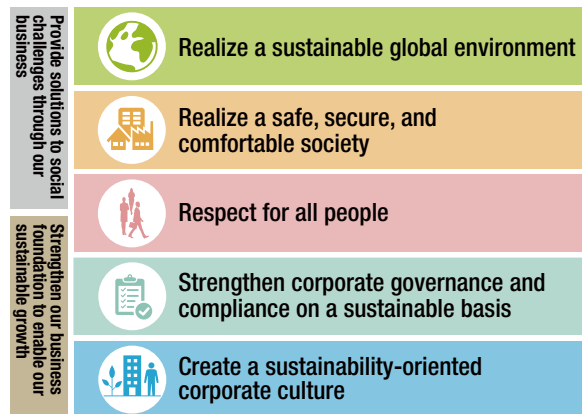 Provide solutions to social
challenges through our
business
Realize a sustainable global environment
Realize a safe, secure, and
comfortable society
Respect for all people
Strengthen our business
foundation to enable our
sustainable growth
Strengthen corporate governance and
compliance on a sustainable basis
Create a sustainability-oriented
corporate culture